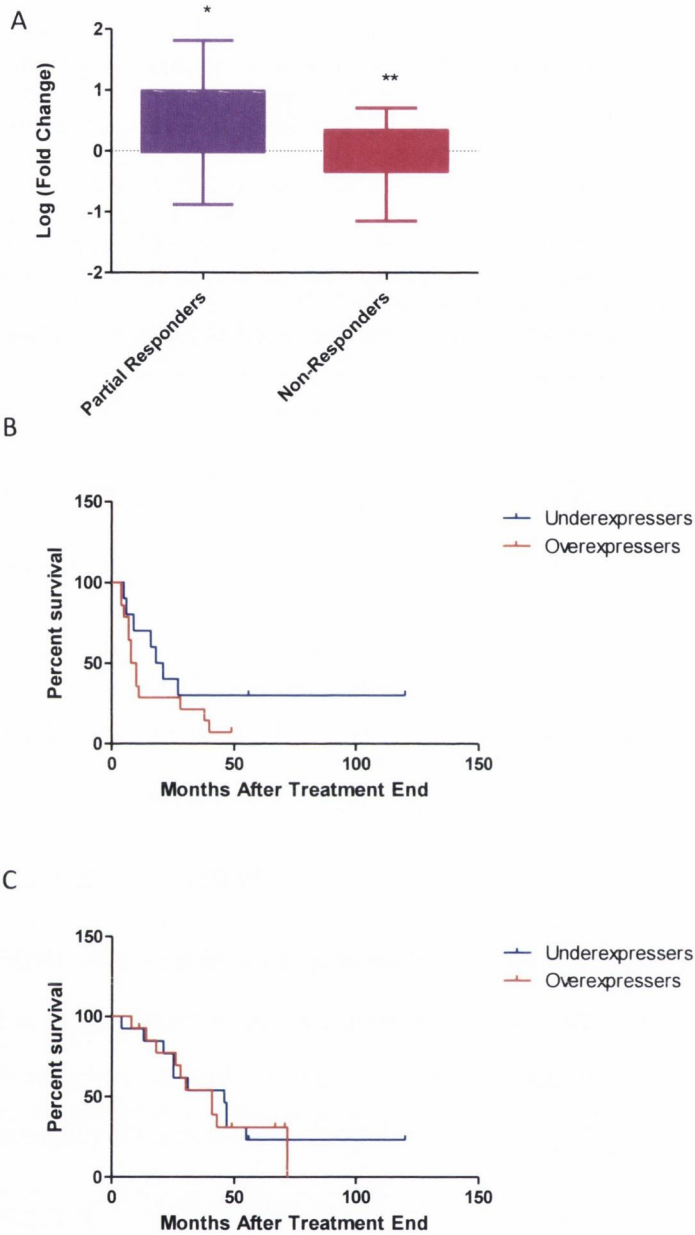 A
*
**
2
1
0
-1
-2
Log (Fold Change)
Partial Responders
Non-Responders
B
150
100
50
0
Percent survival
0 50 100 150
Months After Treatment End
Underexpressers
Overexpressers
C
150
100
50
0
Percent survival
0 50 100 150
Months After Treatment End
Underexpressers
Overexpressers